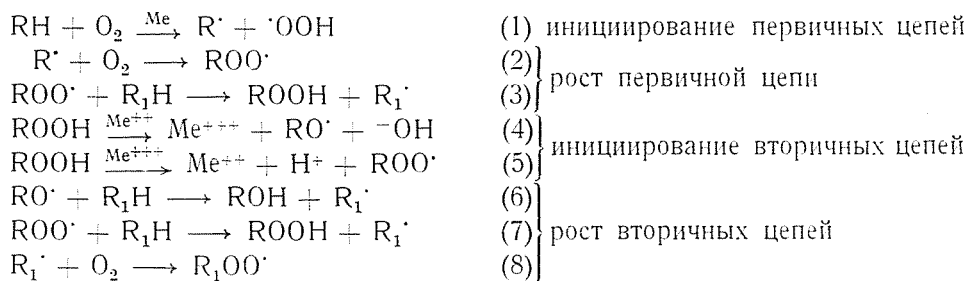 RH + O₂ —Me→ R˙ + ˙OOH (1) инициирование первичных цепей
R˙ + O₂ ⟶ ROO˙ (2)
ROO˙ + R₁H ⟶ ROOH + R₁˙ (3) рост первичной цепи
ROOH —Me⁺⁺→ Me⁺⁺⁺ + RO˙ + ⁻OH (4)
ROOH —Me⁺⁺⁺→ Me⁺⁺ + H⁺ + ROO˙ (5) инициирование вторичных цепей
RO˙ + R₁H ⟶ ROH + R₁˙ (6)
ROO˙ + R₁H ⟶ ROOH + R₁˙ (7) рост вторичных цепей
R₁˙ + O₂ ⟶ R₁OO˙ (8)